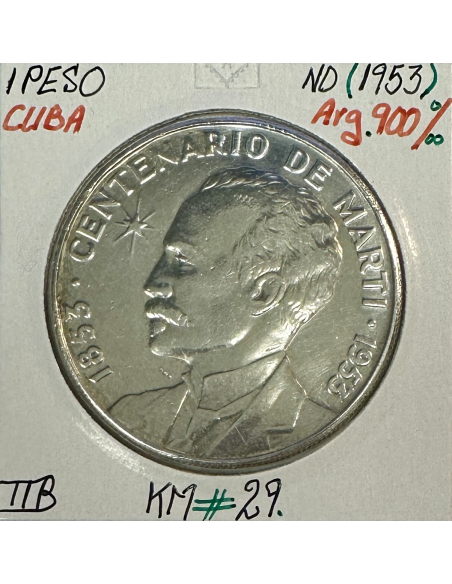 1 PESO ND (1953)
CUBA Arg. 900 ‰
1853 · CENTENARIO DE MARTI · 1953
TTB KM#29.